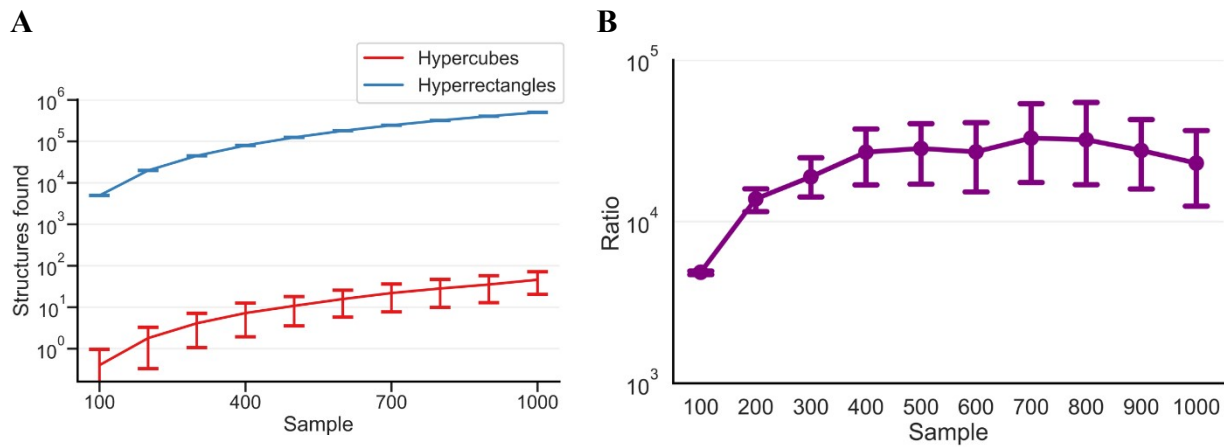 A
Hypercubes
Hyperrectangles
10^6
10^5
10^4
10^3
10^2
10^1
10^0
Structures found
100 400 700 1000
Sample
B
10^5
10^4
10^3
Ratio
100 200 300 400 500 600 700 800 900 1000
Sample